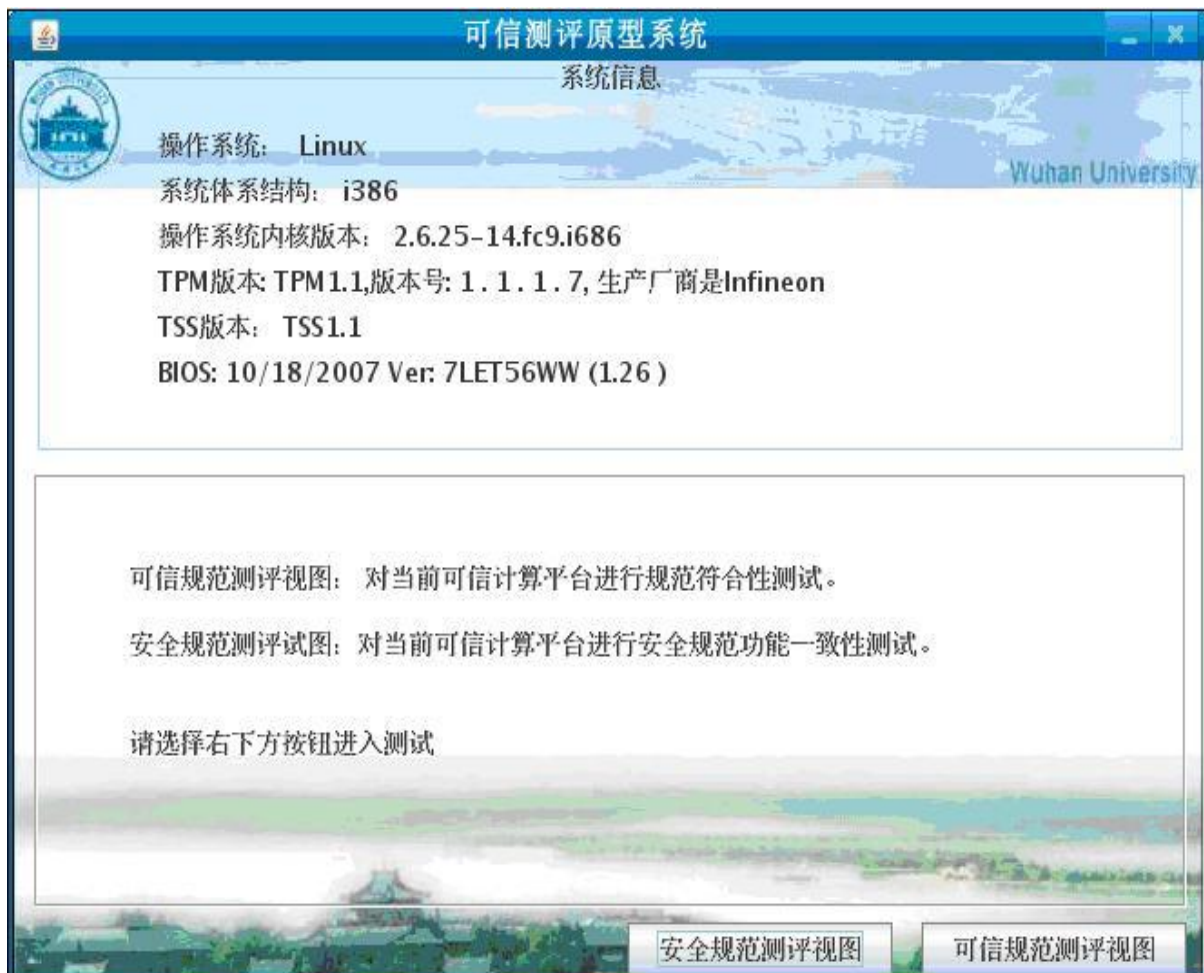 可信测评原型系统
系统信息
操作系统： Linux
Wuhan University
系统体系结构： i386
操作系统内核版本： 2.6.25-14.fc9.i686
TPM版本: TPM1.1,版本号: 1 . 1 . 1 . 7, 生产厂商是Infineon
TSS版本： TSS1.1
BIOS: 10/18/2007 Ver: 7LET56WW (1.26 )
可信规范测评视图： 对当前可信计算平台进行规范符合性测试。
安全规范测评试图：对当前可信计算平台进行安全规范功能一致性测试。
请选择右下方按钮进入测试
安全规范测评视图
可信规范测评视图